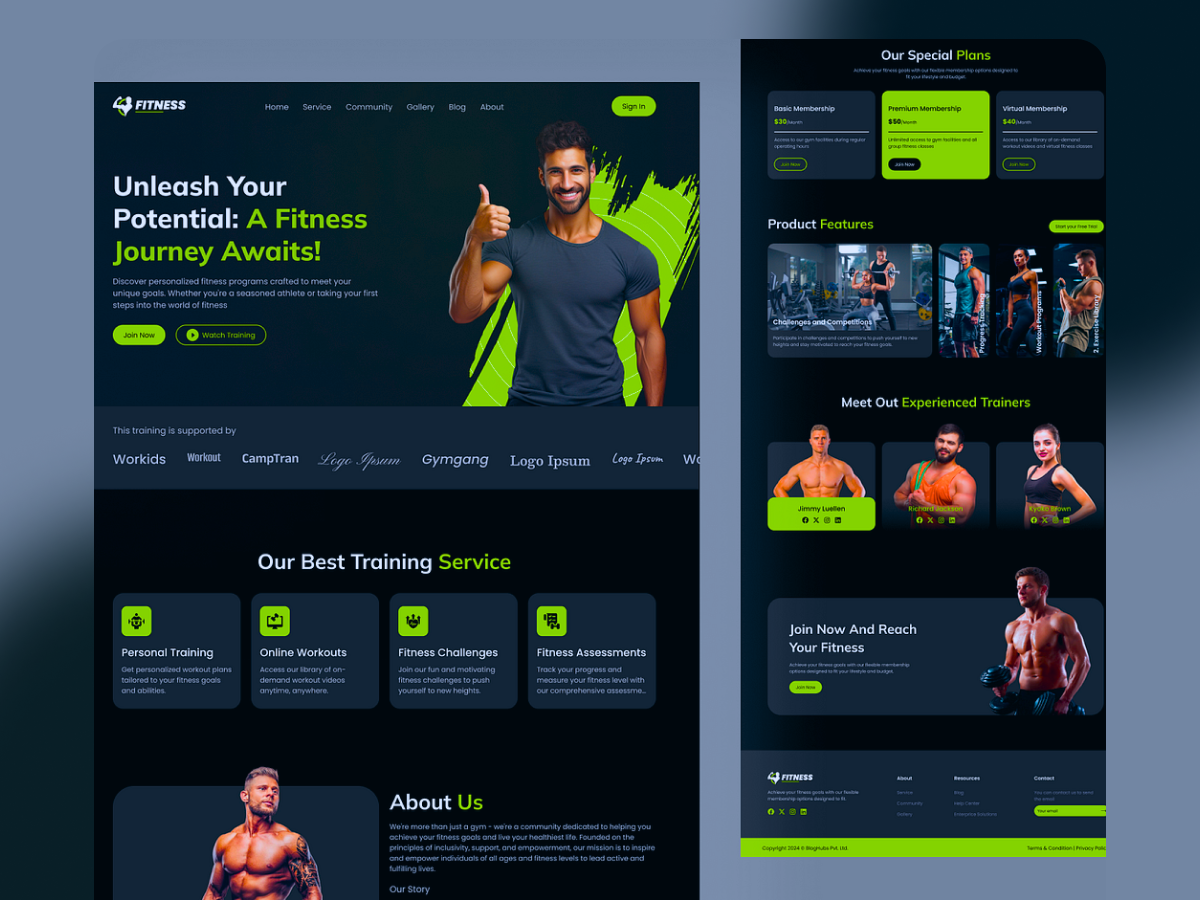 FITNESS
Home Service Community Gallery Blog About
Sign In
Unleash Your
Potential: A Fitness
Journey Awaits!
Discover personalized fitness programs crafted to meet your
unique goals. Whether you're a seasoned athlete or taking your first
steps into the world of fitness
Join Now
Watch Training
This training is supported by
Workids
Workout
CampTran
Logo Ipsum
Gymgang
Logo Ipsum
Logo Ipsum
Wo
Our Best Training Service
Personal Training
Get personalized workout plans
tailored to your fitness goals
and abilities.
Online Workouts
Access our library of on-
demand workout videos
anytime, anywhere.
Fitness Challenges
Join our fun and motivating
fitness challenges to push
yourself to new heights.
Fitness Assessments
Track your progress and
measure your fitness level with
our comprehensive assessme...
About Us
We're more than just a gym - we're a community dedicated to helping you
achieve your fitness goals and live your healthiest life. Founded on the
principles of inclusivity, support, and empowerment, our mission is to inspire
and empower individuals of all ages and fitness levels to lead active and
fulfilling lives.
Our Story
Our Special Plans
Achieve your fitness goals with our flexible membership options designed to
fit your lifestyle and budget.
Basic Membership
$30/Month
Access to our gym facilities during regular
operating hours
Join Now
Premium Membership
$50/Month
Unlimited access to gym facilities and all
group fitness classes
Join Now
Virtual Membership
$40/Month
Access to our library of on-demand
workout videos and virtual fitness classes
Join Now
Product Features
Start your Free Trial
Challenges and Competitions
Participate in challenges and competitions to push yourself to new
heights and stay motivated to reach your fitness goals.
Progress Tracking
Workout Programs
2. Exercise Library
Meet Out Experienced Trainers
Jimmy Luellen
Richard Jackson
Kyoko Brown
Join Now And Reach
Your Fitness
Achieve your fitness goals with our flexible membership
options designed to fit your lifestyle and budget.
Join Now
FITNESS
Achieve your fitness goals with our flexible
membership options designed to fit.
About
Service
Community
Gallery
Resources
Blog
Help Center
Enterprise Solutions
Contact
You can contact us to send
the email
Your email
Copyright 2024 © BlogHubs Pvt. Ltd.
Terms & Condition | Privacy Polic